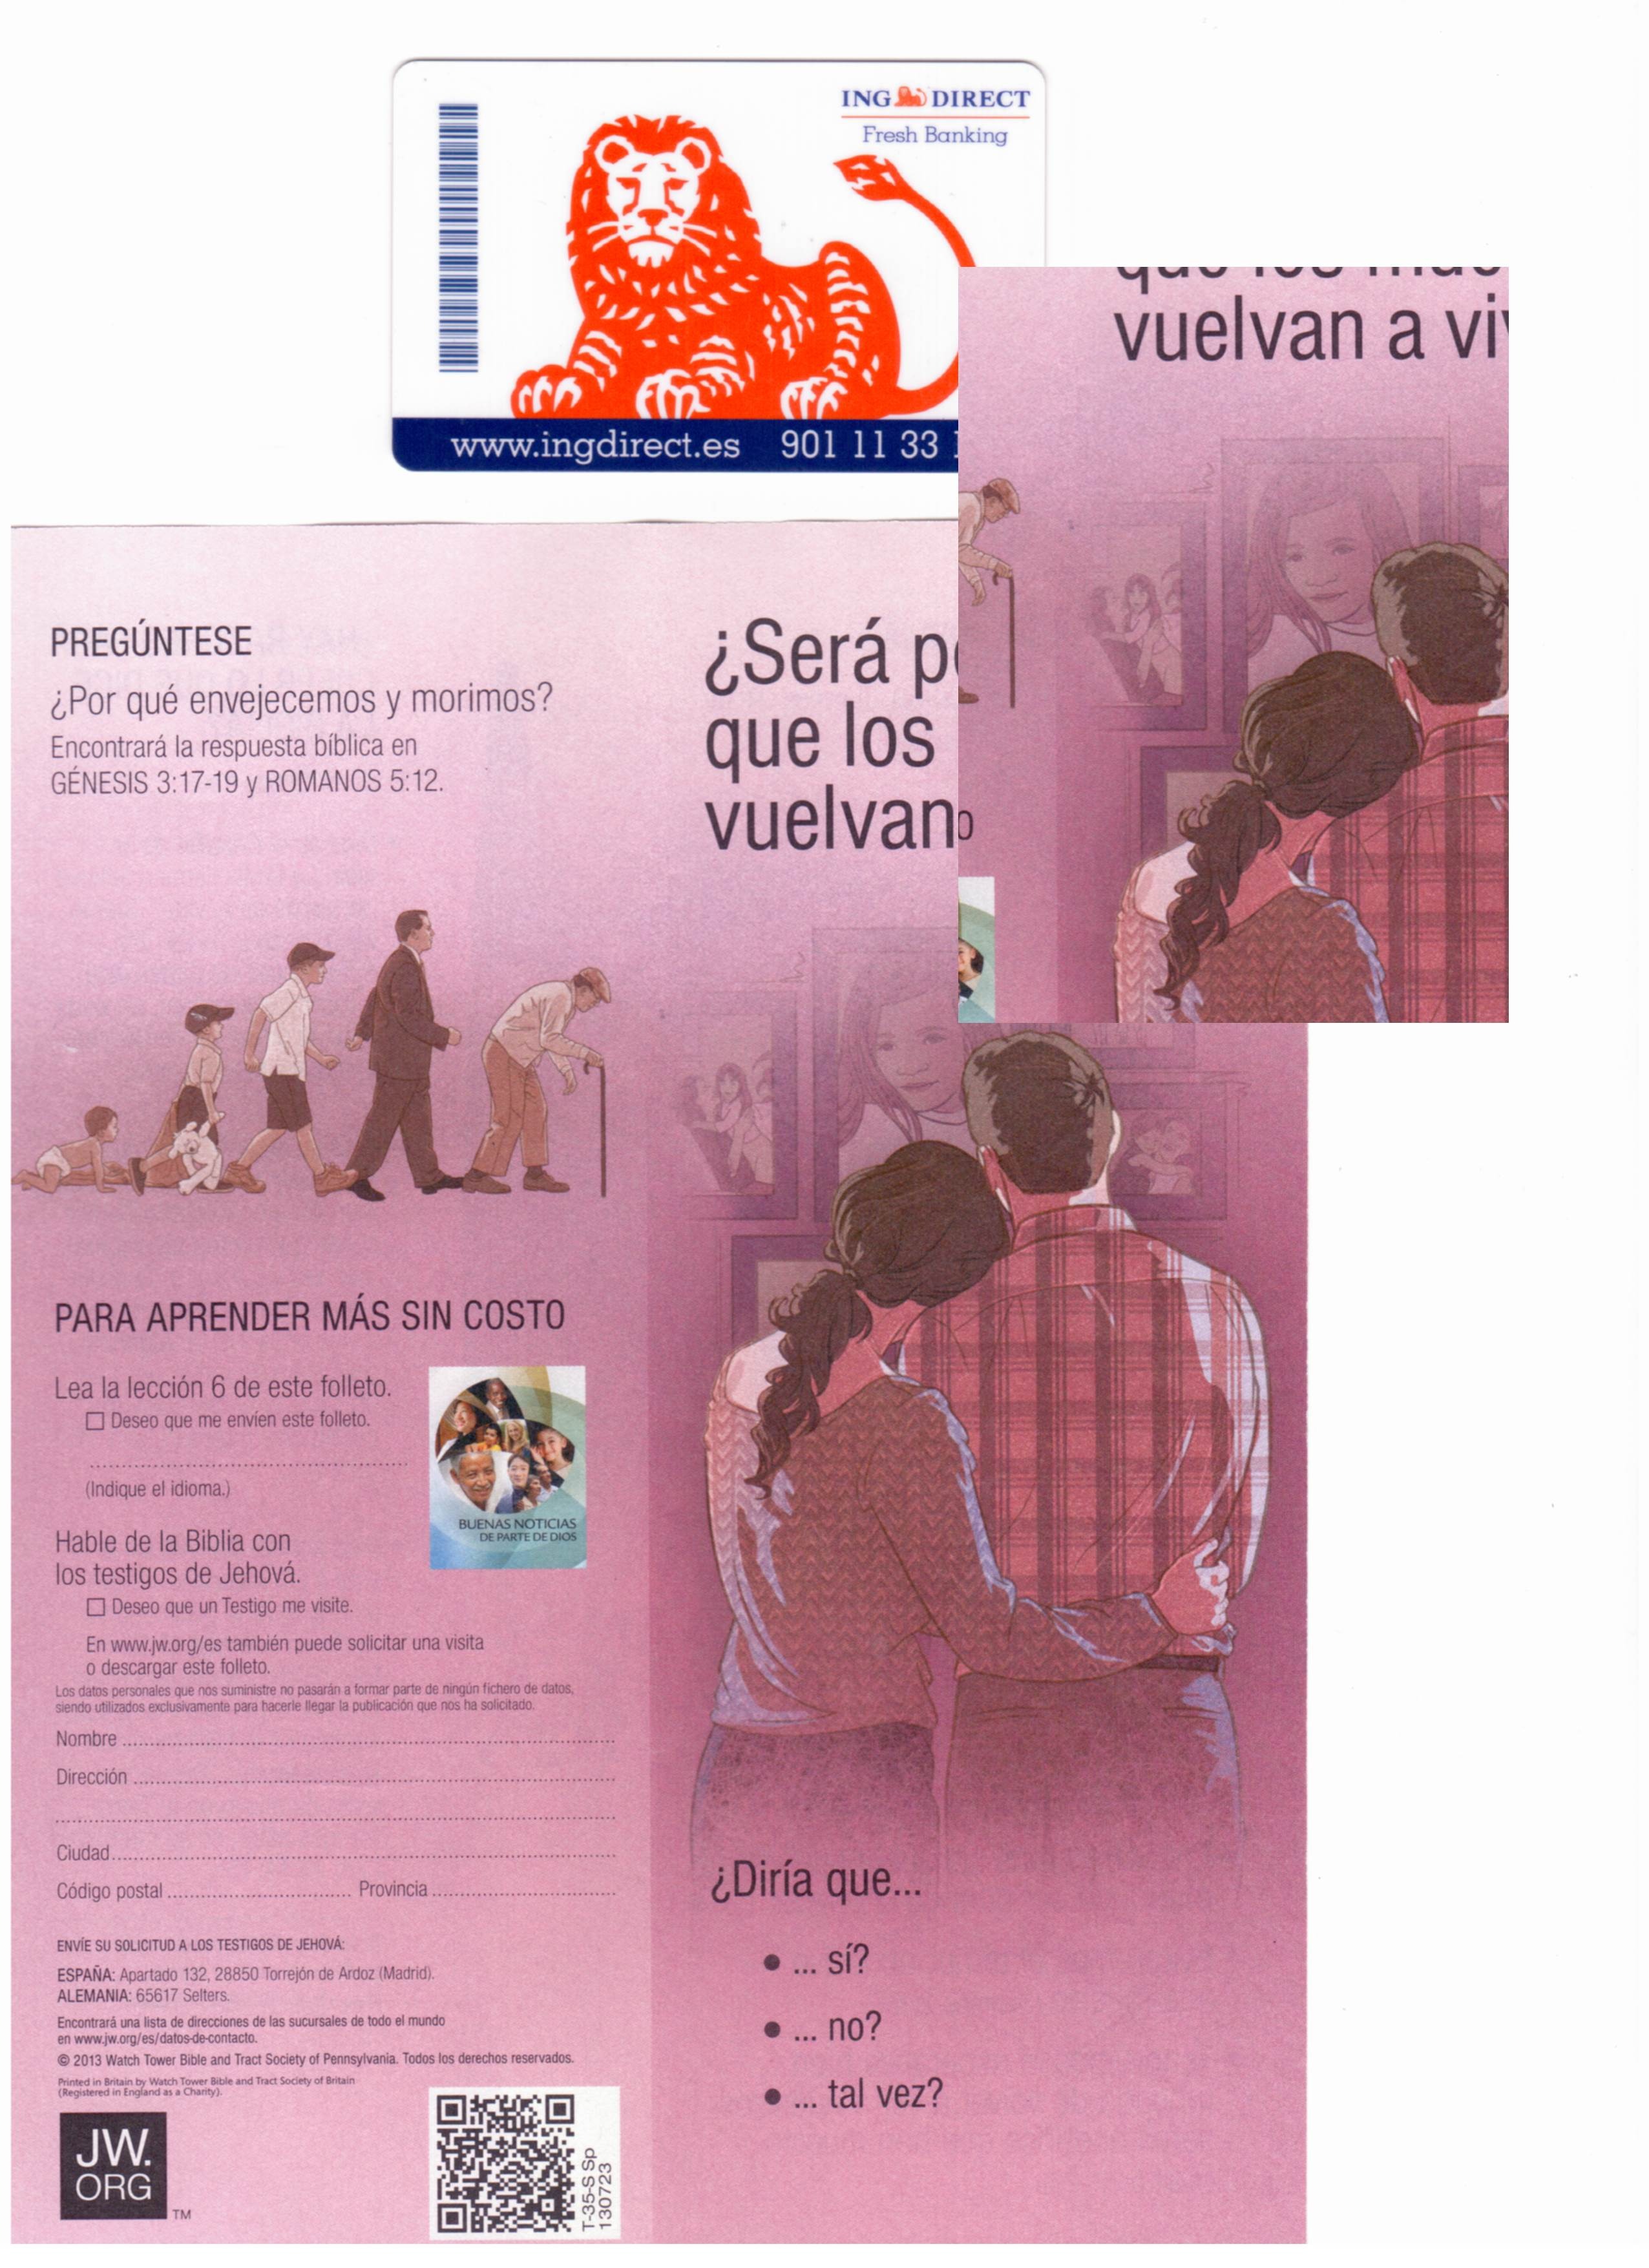 ING DIRECT
Fresh Banking
www.ingdirect.es 901 11 33
que los
vuelvan a
PREGÚNTESE
¿Por qué envejecemos y morimos?
Encontrará la respuesta bíblica en
GÉNESIS 3:17-19 y ROMANOS 5:12.
¿Será
que los
vuelvan
PARA APRENDER MÁS SIN COSTO
Lea la lección 6 de este folleto.
Deseo que me envíen este folleto.
(Indique el idioma.)
BUENAS NOTICIAS
DE PARTE DE DIOS
Hable de la Biblia con
los testigos de Jehová.
Deseo que un Testigo me visite.
En www.jw.org/es también puede solicitar una visita
o descargar este folleto.
Los datos personales que nos suministre no pasarán a formar parte de ningún fichero de datos,
siendo utilizados exclusivamente para hacerle llegar la publicación que nos ha solicitado.
Nombre
Dirección
Ciudad
Código postal Provincia
ENVÍE SU SOLICITUD A LOS TESTIGOS DE JEHOVÁ:
ESPAÑA: Apartado 132, 28850 Torrejón de Ardoz (Madrid).
ALEMANIA: 65617 Selters.
Encontrará una lista de direcciones de las sucursales de todo el mundo
en www.jw.org/es/datos-de-contacto.
© 2013 Watch Tower Bible and Tract Society of Pennsylvania. Todos los derechos reservados.
Printed in Britain by Watch Tower Bible and Tract Society of Britain
(Registered in England as a Charity).
JW.
ORG
TM
T-35-S Sp
130723
¿Diría que...
• ... sí?
• ... no?
• ... tal vez?